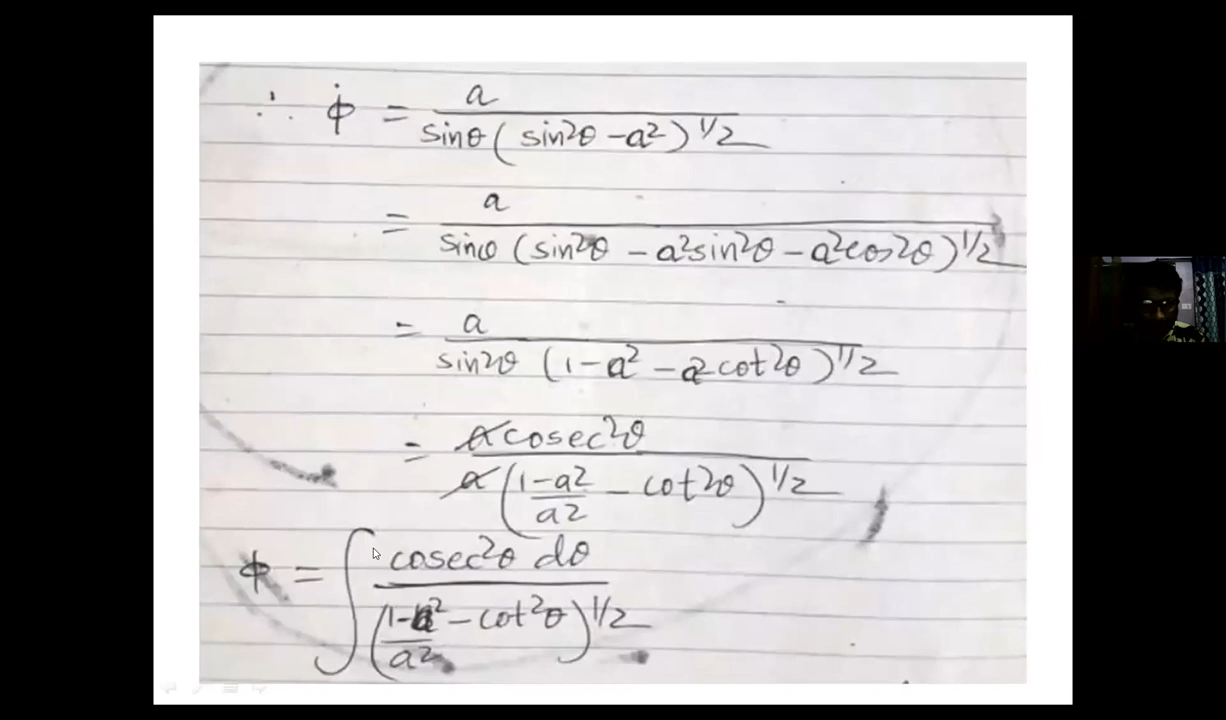 ∴ ϕ̇ = a / sinθ (sin²θ - a²)^1/2
= a / sinθ (sin²θ - a²sin²θ - a²cos²θ)^1/2
= a / sin²θ (1 - a² - a²cot²θ)^1/2
= a cosec²θ / a ((1-a²)/a² - cot²θ)^1/2
ϕ = ∫ cosec²θ dθ / ((1-a²)/a² - cot²θ)^1/2